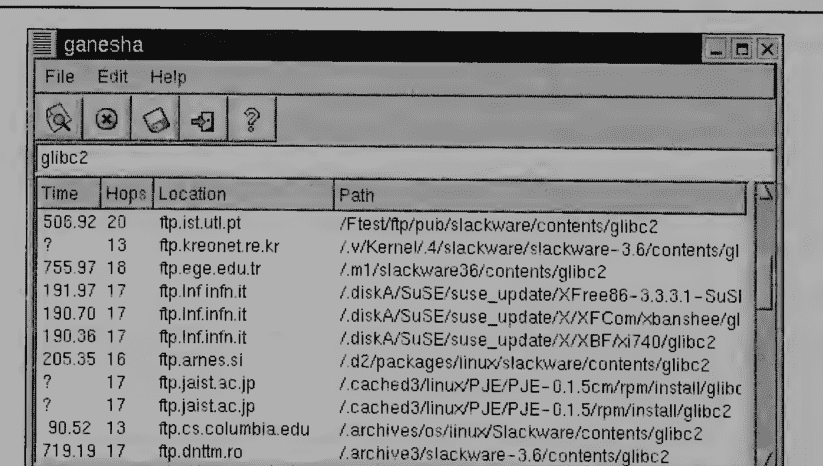 ganesha
File Edit Help
glibc2
Time Hops Location Path
506.92 20 ftp.ist.utl.pt /Ftest/ftp/pub/slackware/contents/glibc2
? 13 ftp.kreonet.re.kr /.v/Kernel/.4/slackware/slackware-3.6/contents/gl
755.97 18 ftp.ege.edu.tr /.m1/slackware36/contents/glibc2
191.97 17 ftp.lnf.infn.it /.diskA/SuSE/suse_update/XFree86-3.3.3.1-SuSI
190.70 17 ftp.lnf.infn.it /.diskA/SuSE/suse_update/X/XFCom/xbanshee/gl
190.36 17 ftp.lnf.infn.it /.diskA/SuSE/suse_update/X/XBF/xi740/glibc2
205.35 16 ftp.arnes.si /.d2/packages/linux/slackware/contents/glibc2
? 17 ftp.jaist.ac.jp /.cached3/linux/PJE/PJE-0.1.5cm/rpm/install/glibc
? 17 ftp.jaist.ac.jp /.cached3/linux/PJE/PJE-0.1.5/rpm/install/glibc2
90.52 13 ftp.cs.columbia.edu /.archives/os/linux/Slackware/contents/glibc2
719.19 17 ftp.dnttm.ro /.archive3/slackware-3.6/contents/glibc2